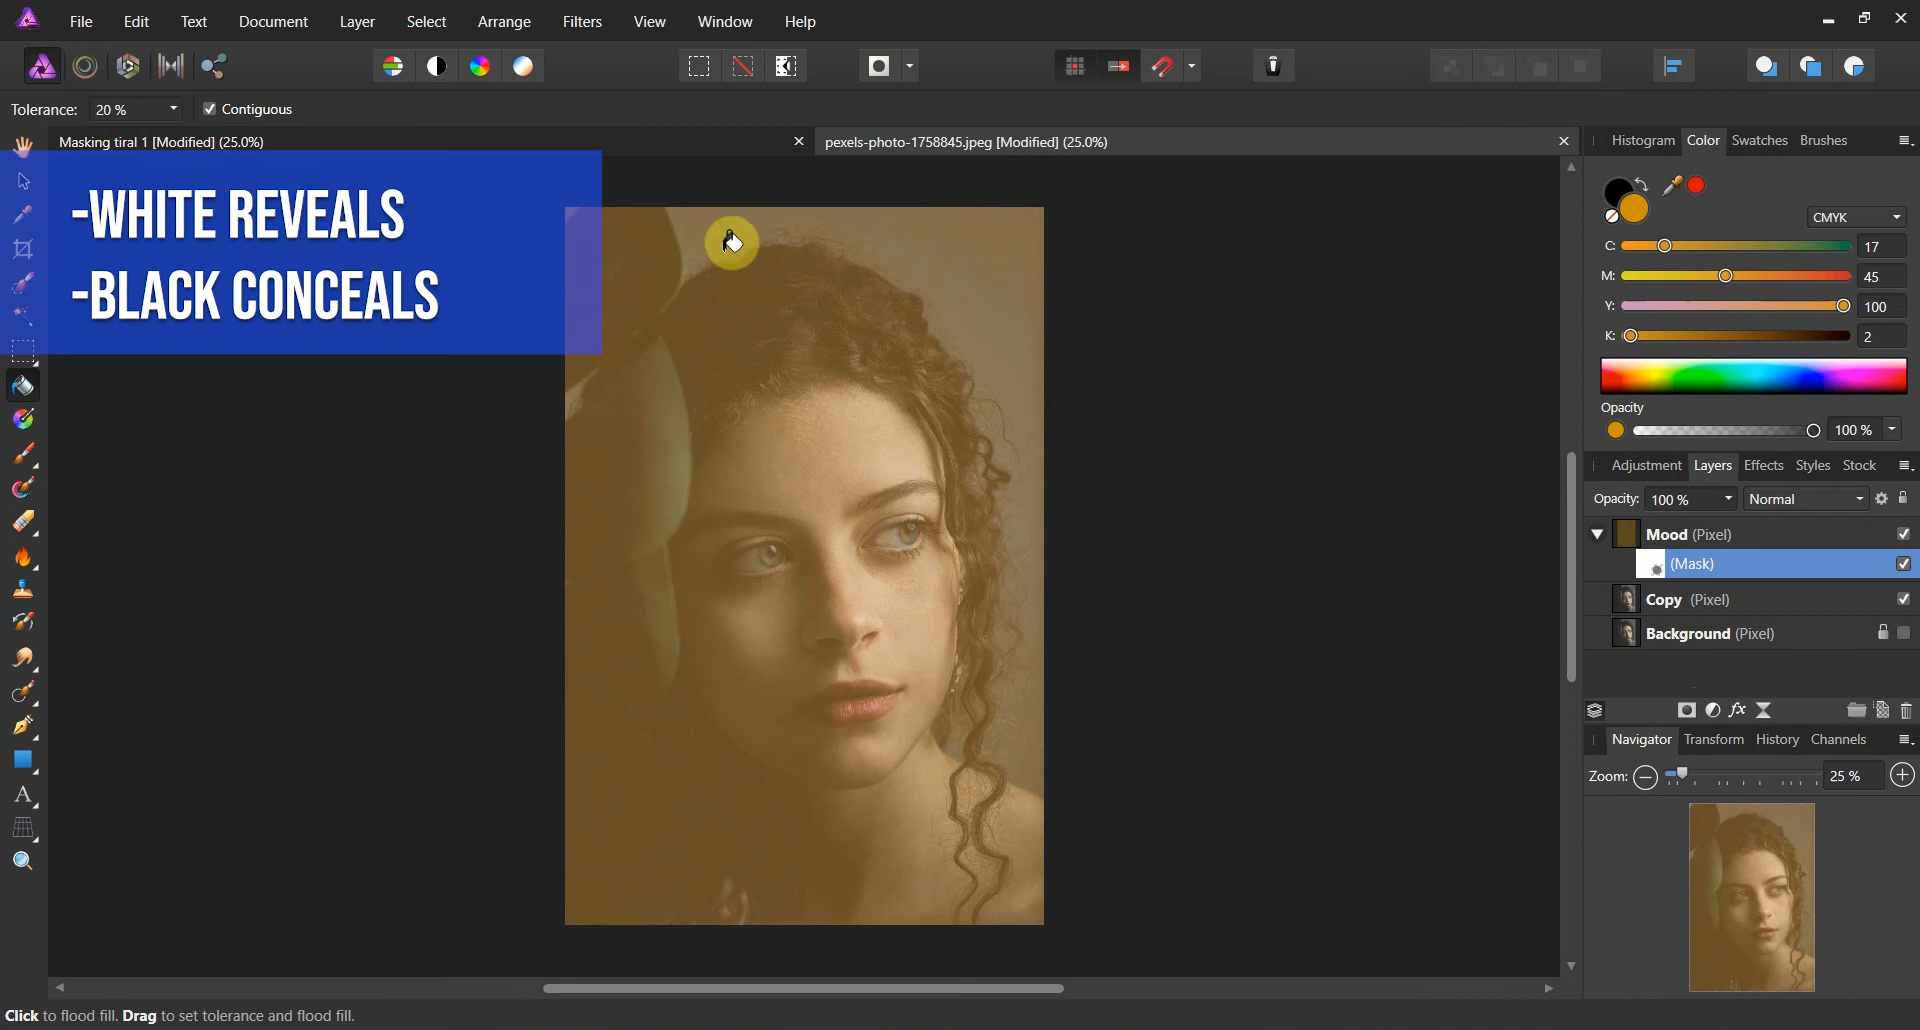 File Edit Text Document Layer Select Arrange Filters View Window Help
Tolerance: 20 % Contiguous
Masking tiral 1 [Modified] (25.0%)
pexels-photo-1758845.jpeg [Modified] (25.0%)
Histogram Color Swatches Brushes
-WHITE REVEALS
-BLACK CONCEALS
CMYK
C: 17
M: 45
Y: 100
K: 2
Opacity
100 %
Adjustment Layers Effects Styles Stock
Opacity: 100 % Normal
Mood (Pixel)
(Mask)
Copy (Pixel)
Background (Pixel)
fx
Navigator Transform History Channels
Zoom: 25 %
A
Click to flood fill. Drag to set tolerance and flood fill.